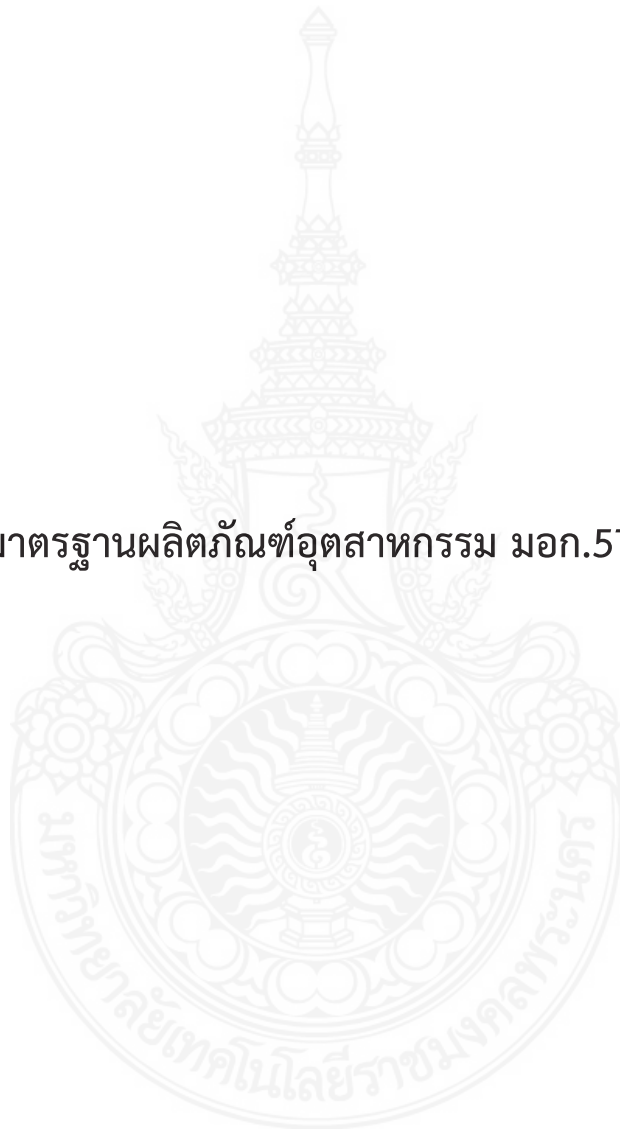 มาตรฐานผลิตภัณฑ์อุตสาหกรรม มอก.57
มหาวิทยาลัยเทคโนโลยีราชมงคลพระนคร